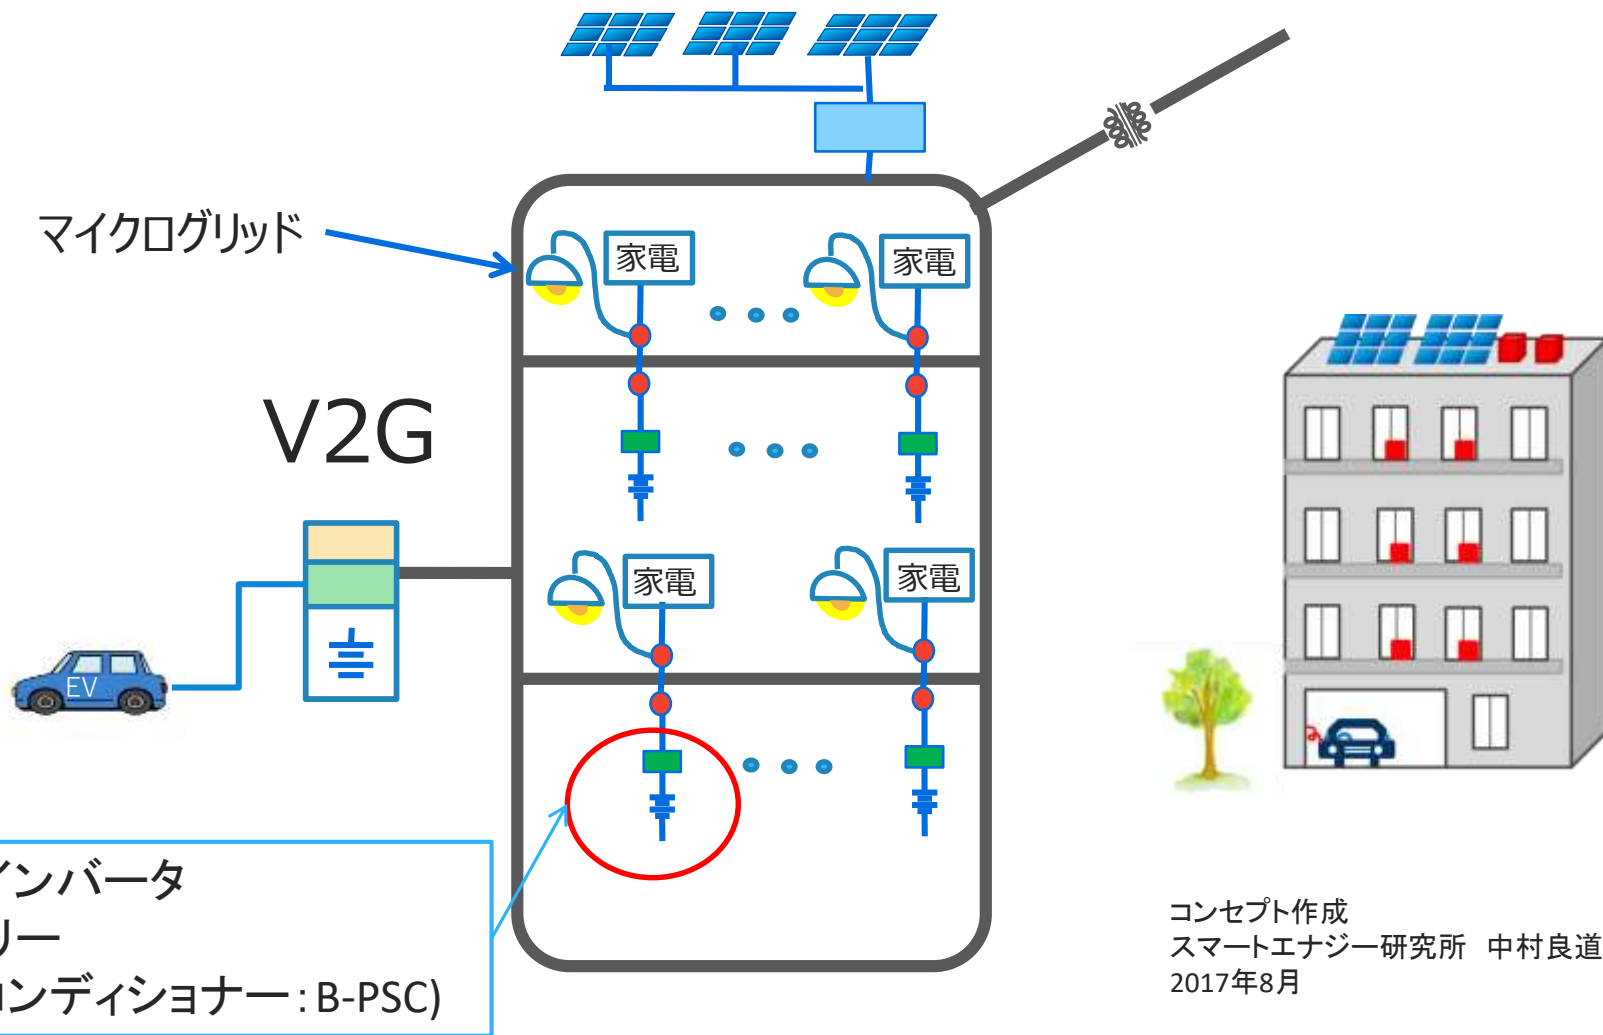 マイクログリッド
家電
家電
V2G
家電
家電
EV
インバータ
リー
コンディショナー：B-PSC)
コンセプト作成
スマートエナジー研究所　中村良道
2017年8月